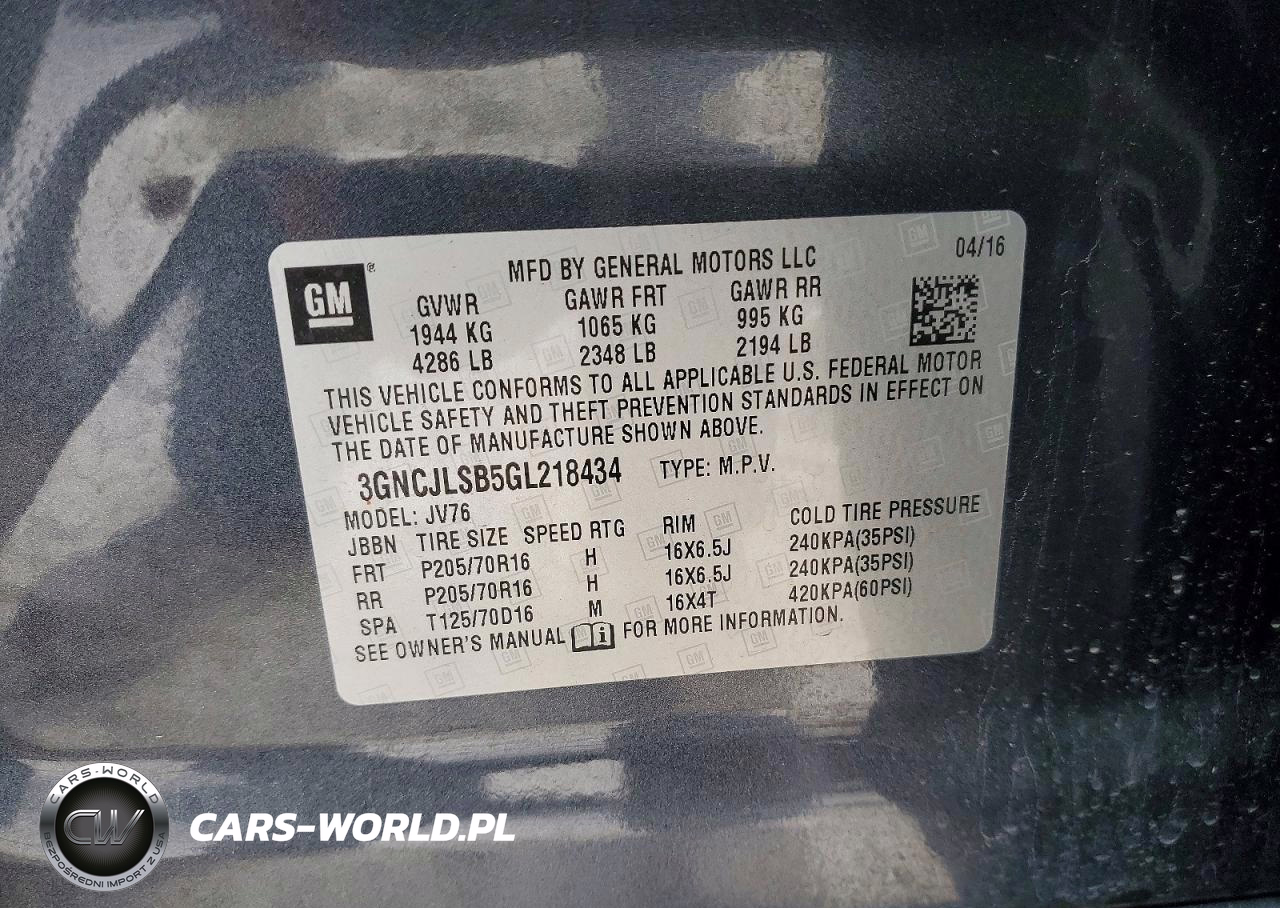 GM ®
MFD BY GENERAL MOTORS LLC
04/16
GVWR GAWR FRT GAWR RR
1944 KG 1065 KG 995 KG
4286 LB 2348 LB 2194 LB
THIS VEHICLE CONFORMS TO ALL APPLICABLE U.S. FEDERAL MOTOR
VEHICLE SAFETY AND THEFT PREVENTION STANDARDS IN EFFECT ON
THE DATE OF MANUFACTURE SHOWN ABOVE.
3GNCJLSB5GL218434 TYPE: M.P.V.
MODEL: JV76
JBBN TIRE SIZE SPEED RTG RIM COLD TIRE PRESSURE
FRT P205/70R16 H 16X6.5J 240KPA(35PSI)
RR P205/70R16 H 16X6.5J 240KPA(35PSI)
SPA T125/70D16 M 16X4T 420KPA(60PSI)
SEE OWNER'S MANUAL i FOR MORE INFORMATION.
CARS-WORLD
CW
BEZPOŚREDNI IMPORT Z USA
CARS-WORLD.PL